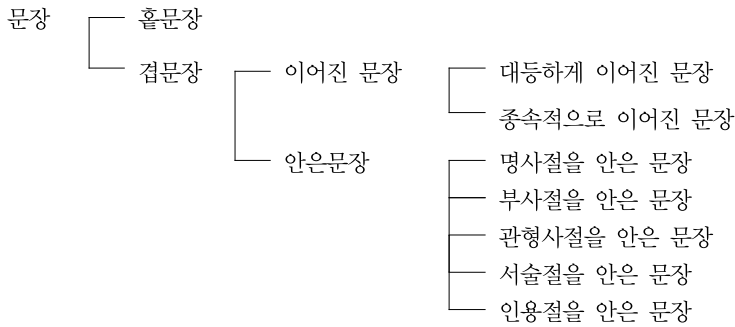 문장 홑문장
겹문장 이어진 문장 대등하게 이어진 문장
종속적으로 이어진 문장
안은문장 명사절을 안은 문장
부사절을 안은 문장
관형사절을 안은 문장
서술절을 안은 문장
인용절을 안은 문장